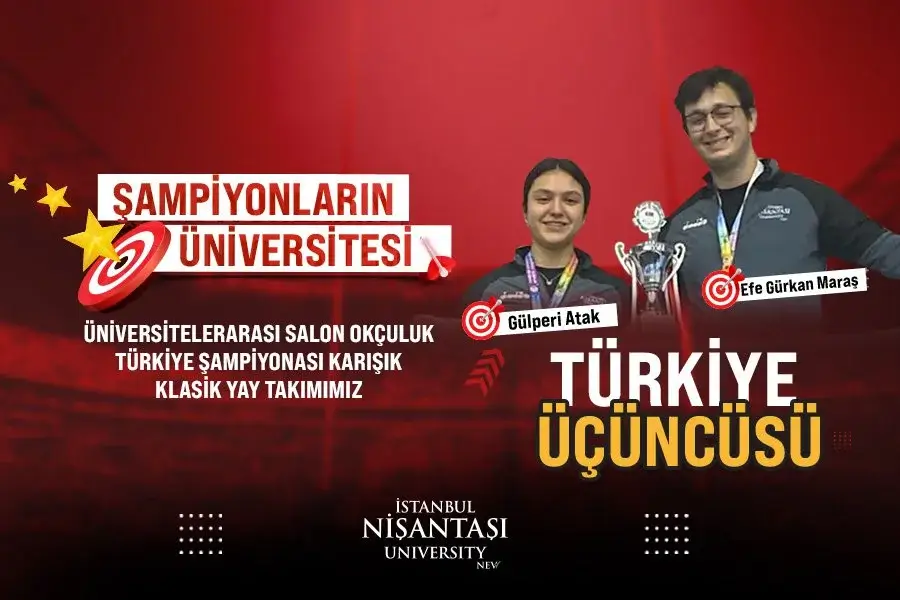 ŞAMPİYONLARIN
ÜNİVERSİTESİ
ÜNİVERSİTELERARASI SALON OKÇULUK
TÜRKİYE ŞAMPİYONASI KARIŞIK
KLASİK YAY TAKIMIMIZ
Gülperi Atak
Efe Gürkan Maraş
TÜRKİYE
ÜÇÜNCÜSÜ
İSTANBUL
NİŞANTAŞI
UNIVERSITY
NEV